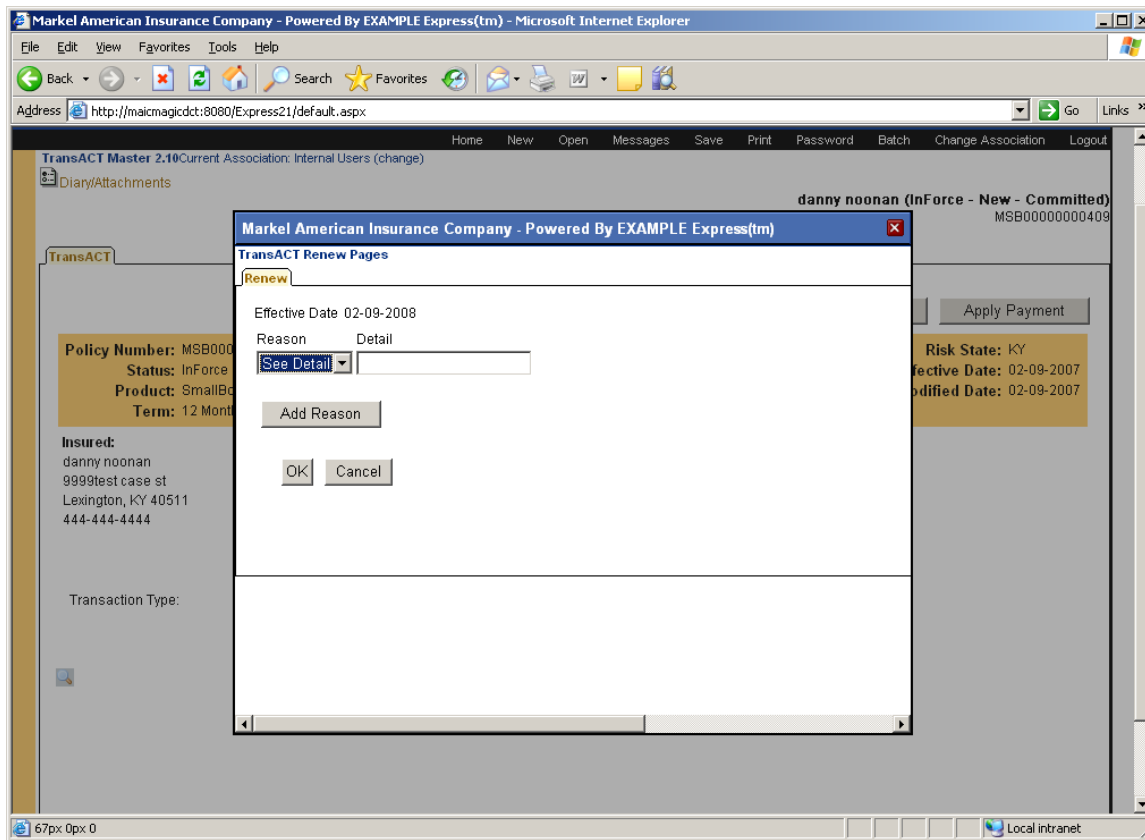 Markel American Insurance Company - Powered By EXAMPLE Express(tm) - Microsoft Internet Explorer
File Edit View Favorites Tools Help
Back Search Favorites
Address http://maicmagicdct:8080/Express21/default.aspx Go Links »
Home New Open Messages Save Print Password Batch Change Association Logout
TransACT Master 2.10Current Association: Internal Users (change)
Diary/Attachments
danny noonan (InForce - New - Committed)
MSB00000000409
Markel American Insurance Company - Powered By EXAMPLE Express(tm)
TransACT Renew Pages
TransACT
Renew
Effective Date 02-09-2008
Apply Payment
Reason Detail
See Detail
Add Reason
OK Cancel
Policy Number: MSB000
Risk State: KY
Status: InForce
fective Date: 02-09-2007
Product: SmallBo
odified Date: 02-09-2007
Term: 12 Month
Insured:
danny noonan
9999test case st
Lexington, KY 40511
444-444-4444
Transaction Type:
67px 0px 0 Local intranet